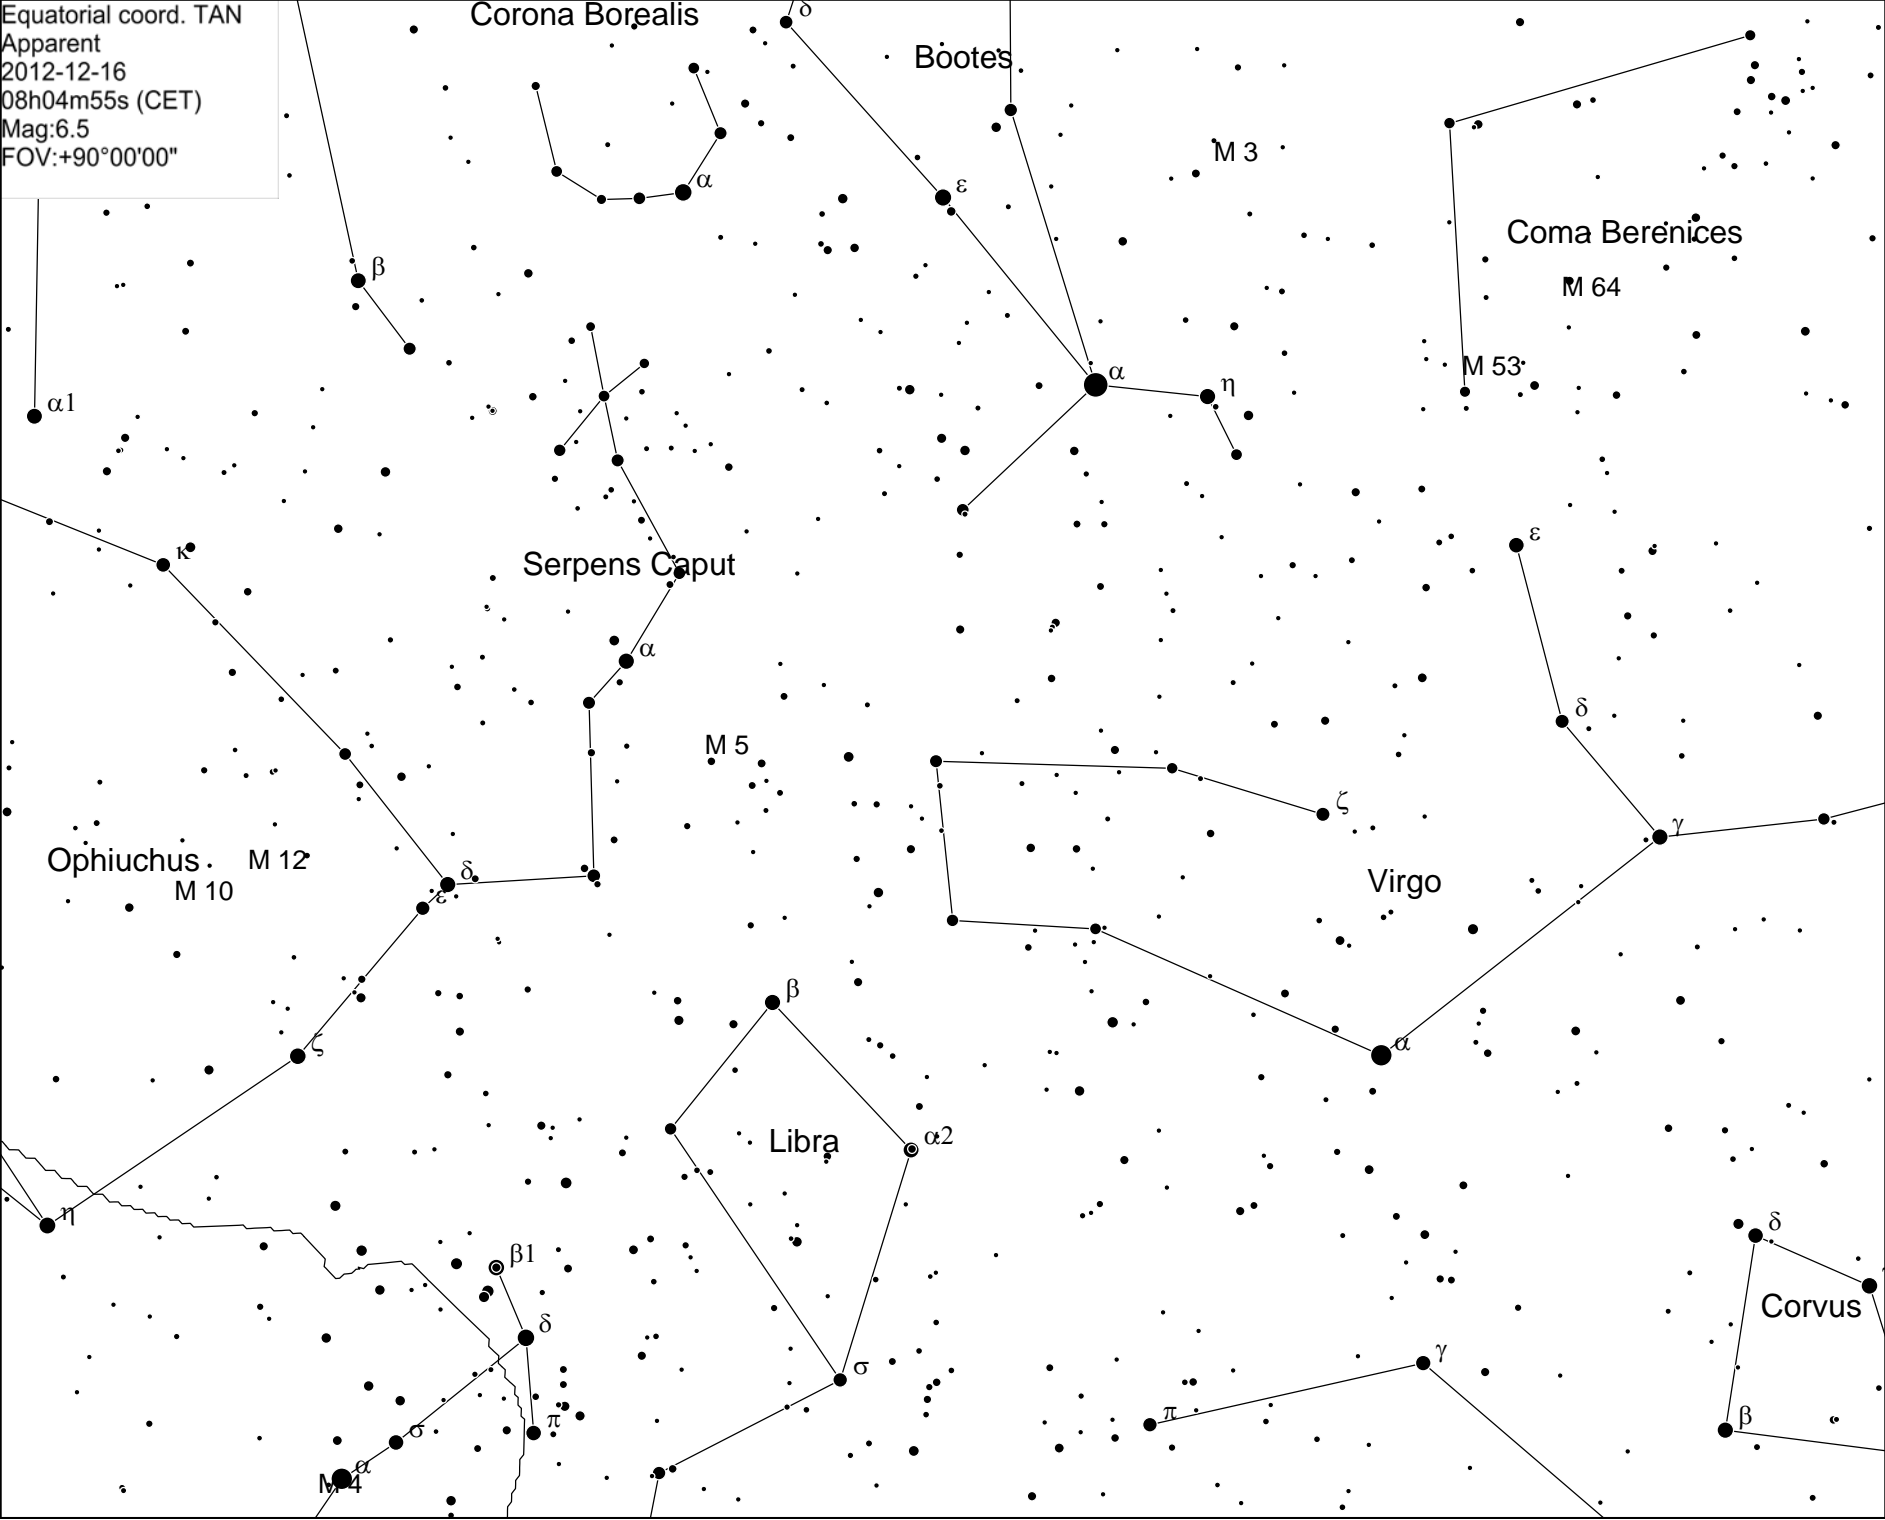 Equatorial coord. TAN
Apparent
2012-12-16
08h04m55s (CET)
Mag:6.5
FOV:+90°00'00"
Corona Borealis
δ
Bootes
M 3
α
ε
Coma Berenices
β
M 64
M 53
α
η
α1
κ
Serpens Caput
ε
α
δ
M 5
ζ
γ
Ophiuchus
M 12
M 10
δ
ε
Virgo
β
ζ
α
Libra
α2
η
β1
δ
Corvus
δ
σ
γ
π
π
β
σ
α
M 4